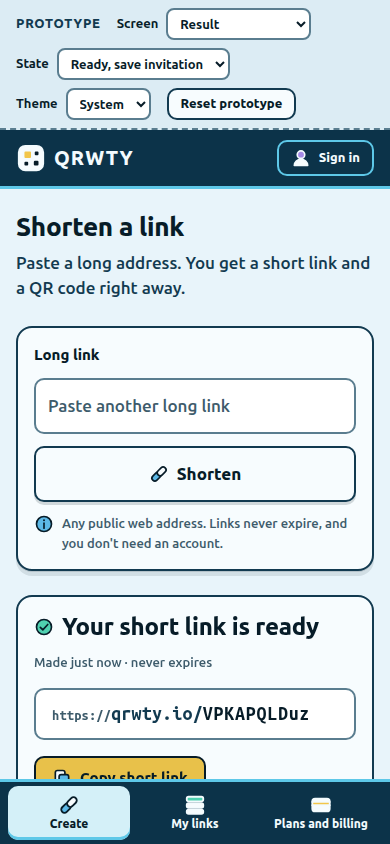 PROTOTYPE Screen Result
State Ready, save invitation
Theme System Reset prototype
QRWTY Sign in
Shorten a link
Paste a long address. You get a short link and
a QR code right away.
Long link
Paste another long link
Shorten
Any public web address. Links never expire, and
you don't need an account.
Your short link is ready
Made just now · never expires
https://qrwty.io/VPKAPQLDuz
Copy short link
Create My links Plans and billing